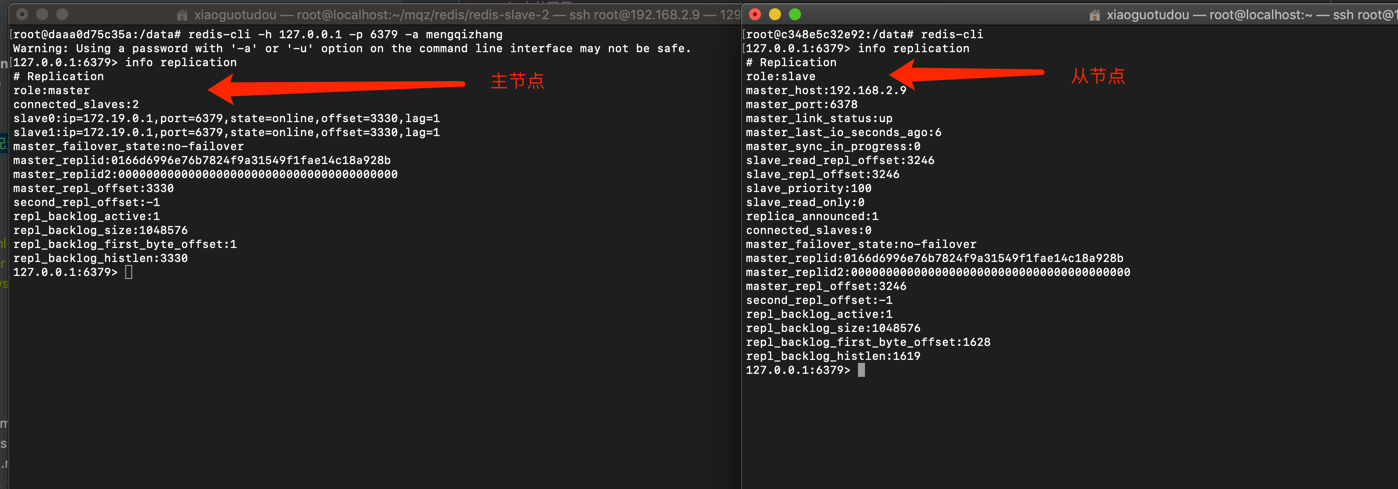 xiaoguotudou — root@localhost:~/mqz/redis/redis-slave-2 — ssh root@192.168.2.9 — 129
[root@daaa0d75c35a:/data# redis-cli -h 127.0.0.1 -p 6379 -a mengqizhang
Warning: Using a password with '-a' or '-u' option on the command line interface may not be safe.
[127.0.0.1:6379> info replication
# Replication
role:master
主节点
connected_slaves:2
slave0:ip=172.19.0.1,port=6379,state=online,offset=3330,lag=1
slave1:ip=172.19.0.1,port=6379,state=online,offset=3330,lag=1
master_failover_state:no-failover
master_replid:0166d6996e76b7824f9a31549f1fae14c18a928b
master_replid2:0000000000000000000000000000000000000000
master_repl_offset:3330
second_repl_offset:-1
repl_backlog_active:1
repl_backlog_size:1048576
repl_backlog_first_byte_offset:1
repl_backlog_histlen:3330
127.0.0.1:6379>
xiaoguotudou — root@localhost:~ — ssh root@1
[root@c348e5c32e92:/data# redis-cli
[127.0.0.1:6379> info replication
# Replication
role:slave
从节点
master_host:192.168.2.9
master_port:6378
master_link_status:up
master_last_io_seconds_ago:6
master_sync_in_progress:0
slave_read_repl_offset:3246
slave_repl_offset:3246
slave_priority:100
slave_read_only:0
replica_announced:1
connected_slaves:0
master_failover_state:no-failover
master_replid:0166d6996e76b7824f9a31549f1fae14c18a928b
master_replid2:0000000000000000000000000000000000000000
master_repl_offset:3246
second_repl_offset:-1
repl_backlog_active:1
repl_backlog_size:1048576
repl_backlog_first_byte_offset:1628
repl_backlog_histlen:1619
127.0.0.1:6379>